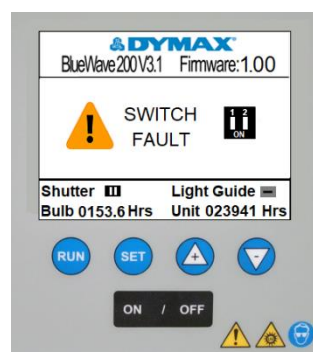 DYMAX
BlueWave 200 V3.1 Firmware: 1.00
SWITCH 1 2
FAULT ON
Shutter Light Guide
Bulb 0153.6 Hrs Unit 023941 Hrs
RUN SET + -
ON / OFF